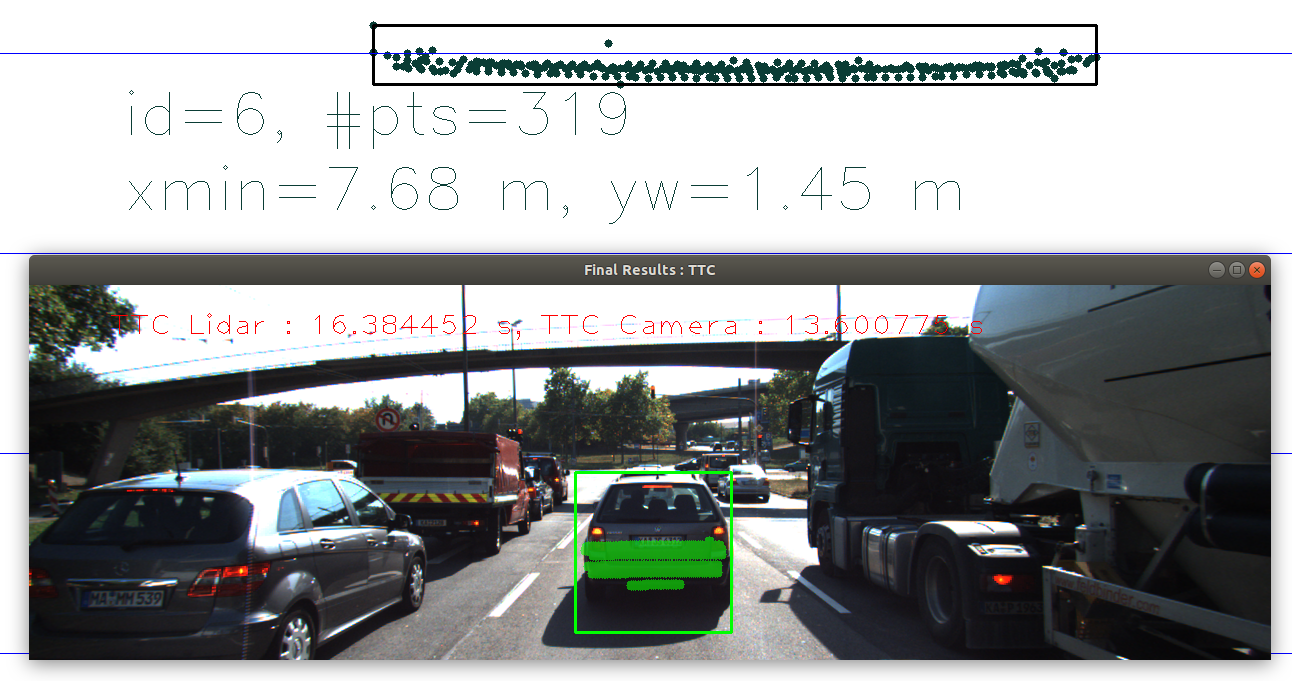 id=6, #pts=319
xmin=7.68 m, yw=1.45 m
Final Results : TTC
TTC Lidar : 16.384452 s, TTC Camera : 13.600775 s
MA MM 539